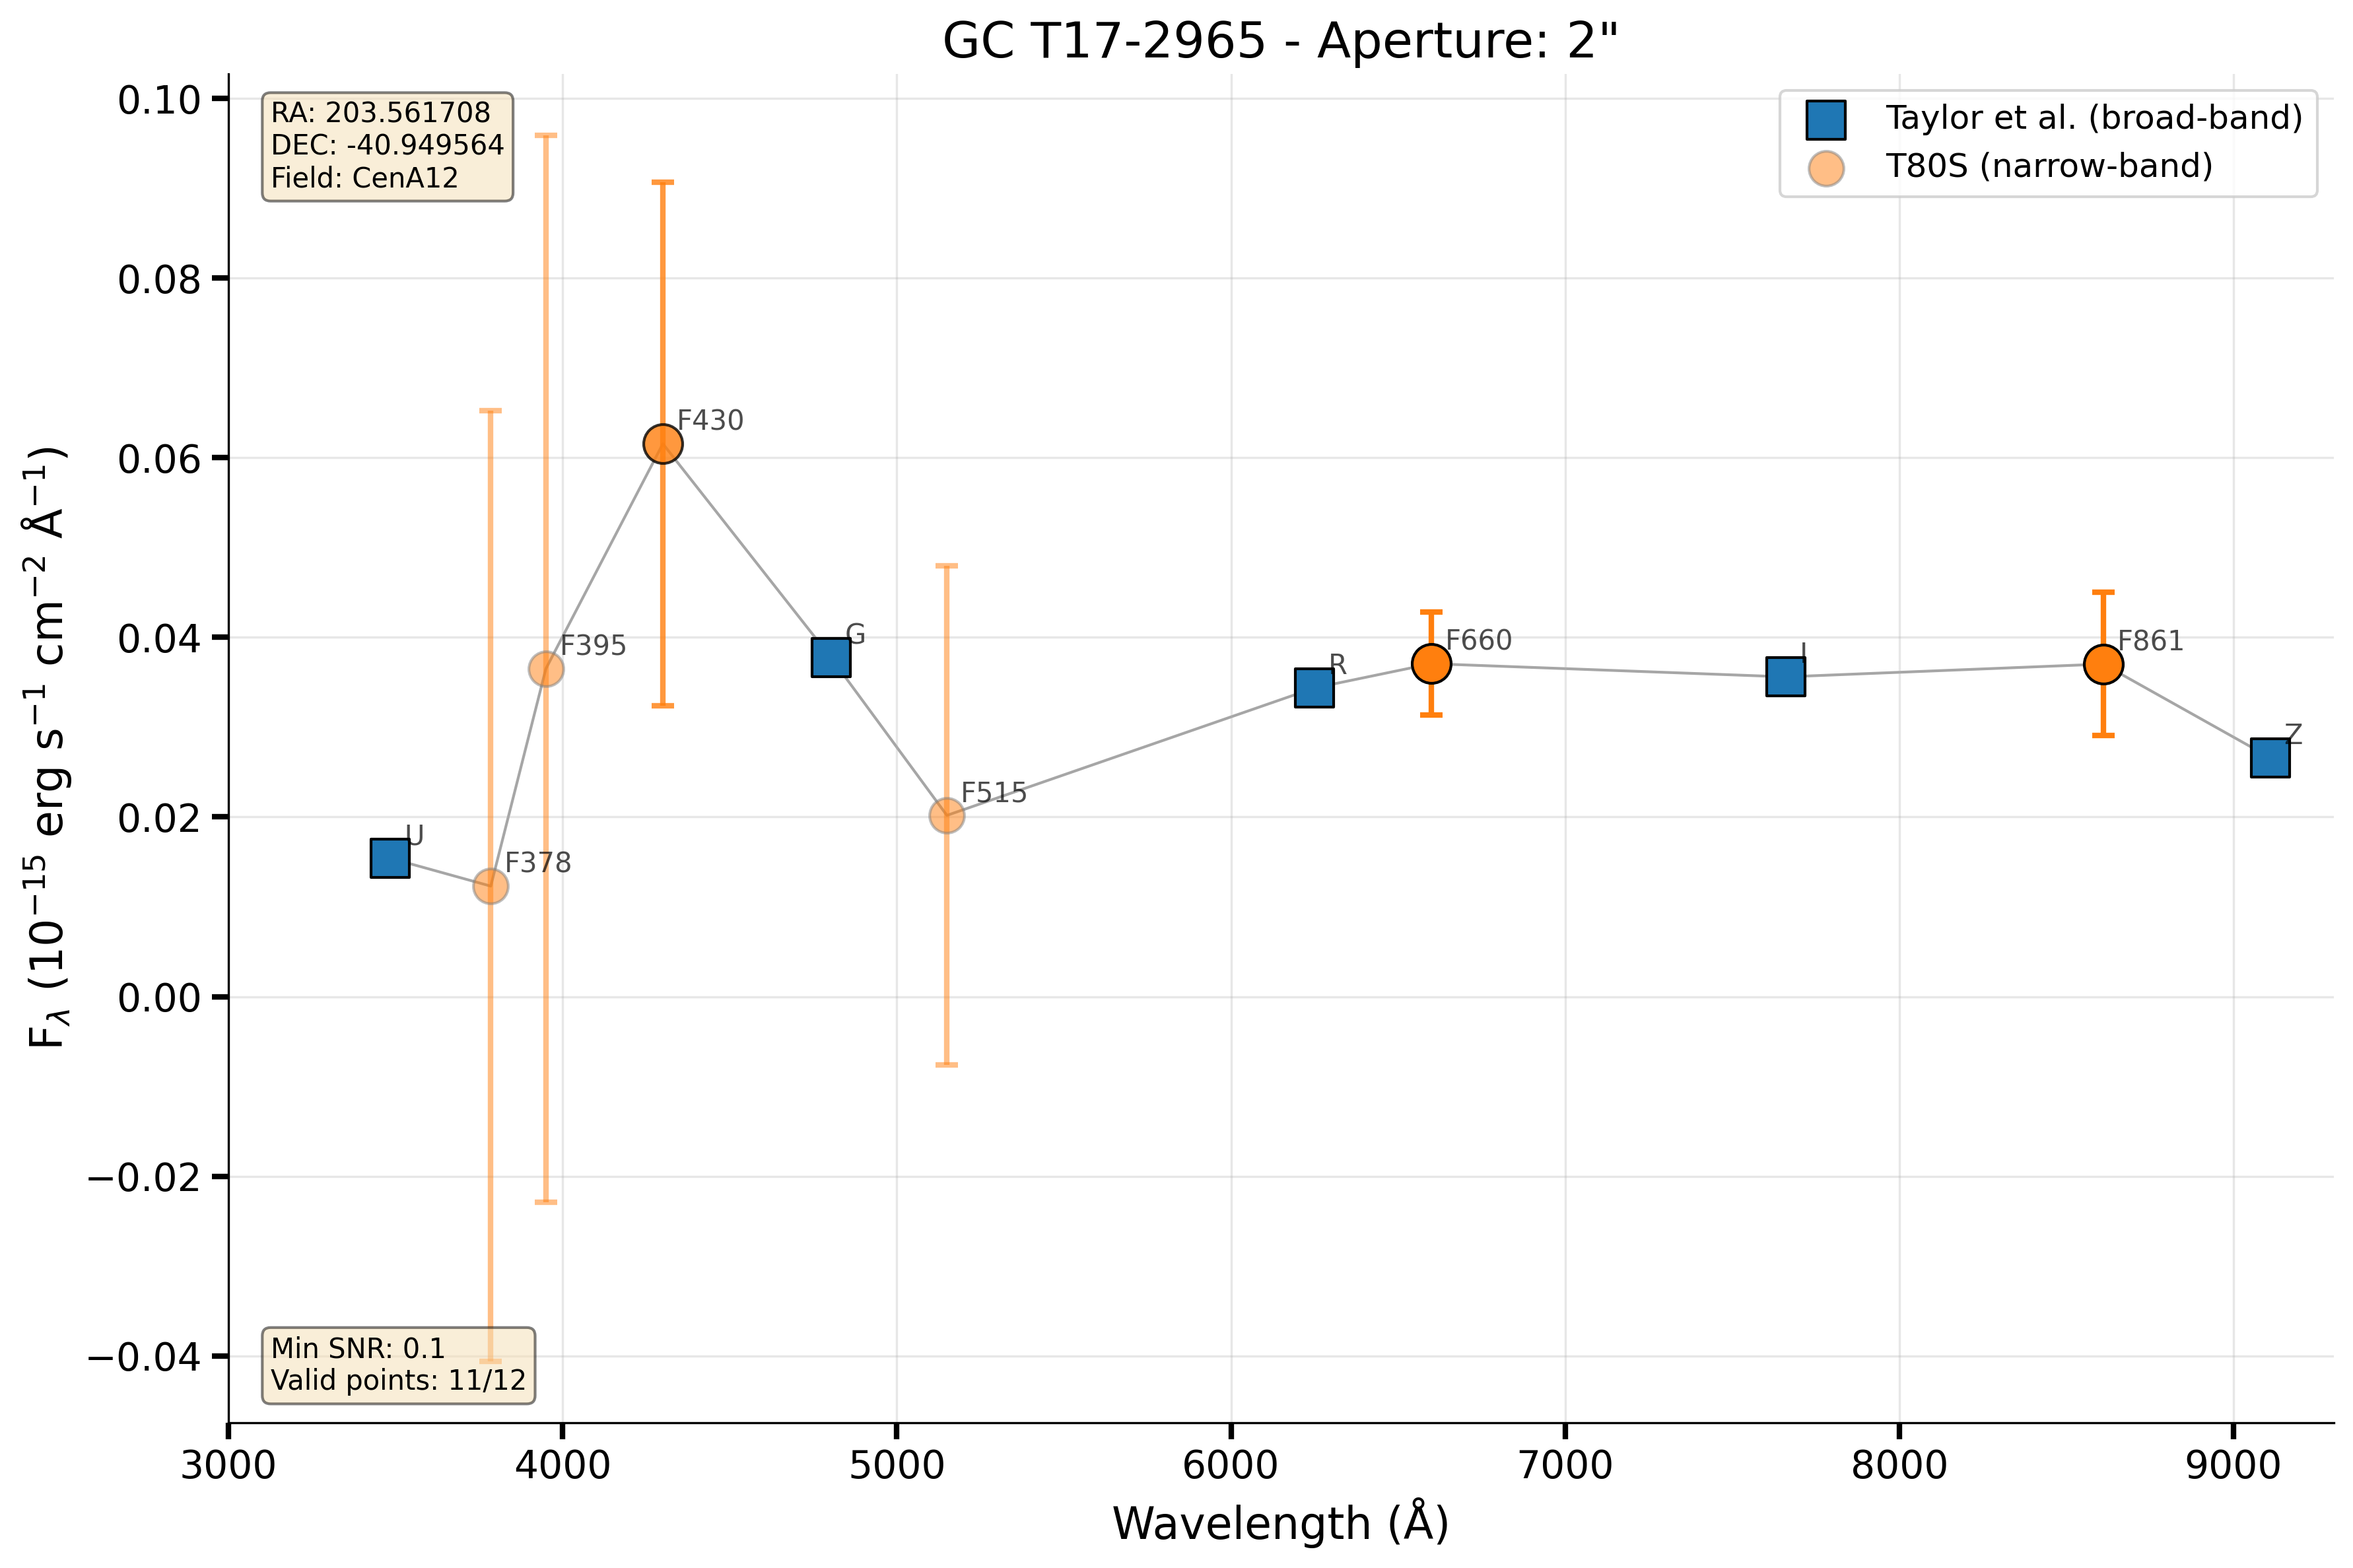 GC T17-2965 - Aperture: 2"
RA: 203.561708
DEC: -40.949564
Field: CenA12
Taylor et al. (broad-band)
T80S (narrow-band)
0.10
0.08
0.06
0.04
0.02
0.00
−0.02
−0.04
F_λ (10⁻¹⁵ erg s⁻¹ cm⁻² Å⁻¹)
U
F378
F395
F430
G
F515
R
F660
I
F861
Z
Min SNR: 0.1
Valid points: 11/12
3000 4000 5000 6000 7000 8000 9000
Wavelength (Å)